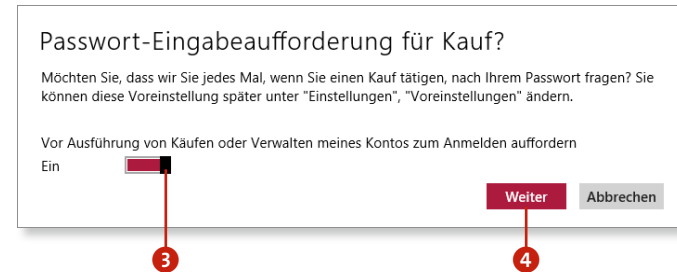 Passwort-Eingabeaufforderung für Kauf?
Möchten Sie, dass wir Sie jedes Mal, wenn Sie einen Kauf tätigen, nach Ihrem Passwort fragen? Sie
können diese Voreinstellung später unter "Einstellungen", "Voreinstellungen" ändern.
Vor Ausführung von Käufen oder Verwalten meines Kontos zum Anmelden auffordern
Ein
Weiter Abbrechen
3 4